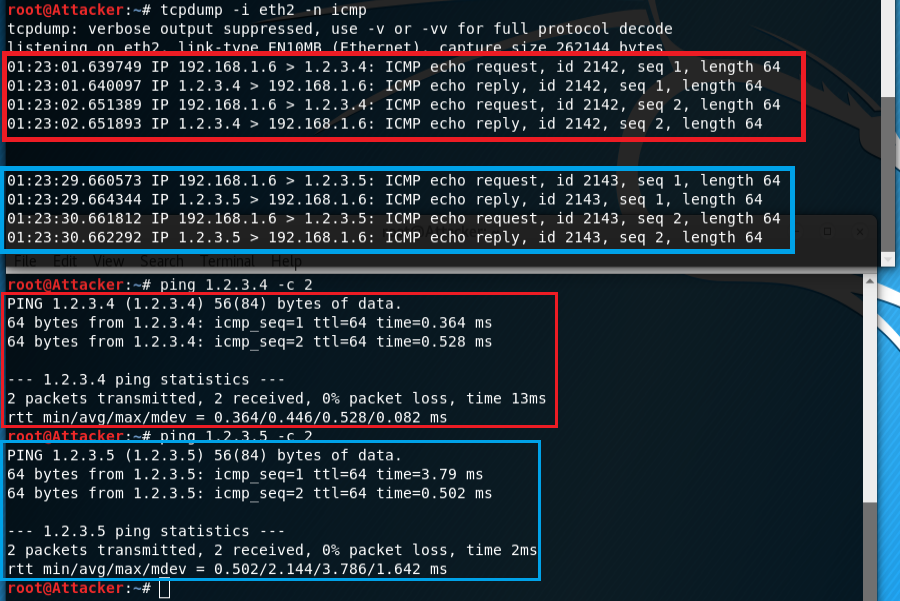 root@Attacker:~# tcpdump -i eth2 -n icmp
tcpdump: verbose output suppressed, use -v or -vv for full protocol decode
listening on eth2, link-type EN10MB (Ethernet), capture size 262144 bytes
01:23:01.639749 IP 192.168.1.6 > 1.2.3.4: ICMP echo request, id 2142, seq 1, length 64
01:23:01.640097 IP 1.2.3.4 > 192.168.1.6: ICMP echo reply, id 2142, seq 1, length 64
01:23:02.651389 IP 192.168.1.6 > 1.2.3.4: ICMP echo request, id 2142, seq 2, length 64
01:23:02.651893 IP 1.2.3.4 > 192.168.1.6: ICMP echo reply, id 2142, seq 2, length 64
01:23:29.660573 IP 192.168.1.6 > 1.2.3.5: ICMP echo request, id 2143, seq 1, length 64
01:23:29.664344 IP 1.2.3.5 > 192.168.1.6: ICMP echo reply, id 2143, seq 1, length 64
01:23:30.661812 IP 192.168.1.6 > 1.2.3.5: ICMP echo request, id 2143, seq 2, length 64
01:23:30.662292 IP 1.2.3.5 > 192.168.1.6: ICMP echo reply, id 2143, seq 2, length 64
File Edit View Search Terminal Help
root@Attacker:~# ping 1.2.3.4 -c 2
PING 1.2.3.4 (1.2.3.4) 56(84) bytes of data.
64 bytes from 1.2.3.4: icmp_seq=1 ttl=64 time=0.364 ms
64 bytes from 1.2.3.4: icmp_seq=2 ttl=64 time=0.528 ms
--- 1.2.3.4 ping statistics ---
2 packets transmitted, 2 received, 0% packet loss, time 13ms
rtt min/avg/max/mdev = 0.364/0.446/0.528/0.082 ms
root@Attacker:~# ping 1.2.3.5 -c 2
PING 1.2.3.5 (1.2.3.5) 56(84) bytes of data.
64 bytes from 1.2.3.5: icmp_seq=1 ttl=64 time=3.79 ms
64 bytes from 1.2.3.5: icmp_seq=2 ttl=64 time=0.502 ms
--- 1.2.3.5 ping statistics ---
2 packets transmitted, 2 received, 0% packet loss, time 2ms
rtt min/avg/max/mdev = 0.502/2.144/3.786/1.642 ms
root@Attacker:~#